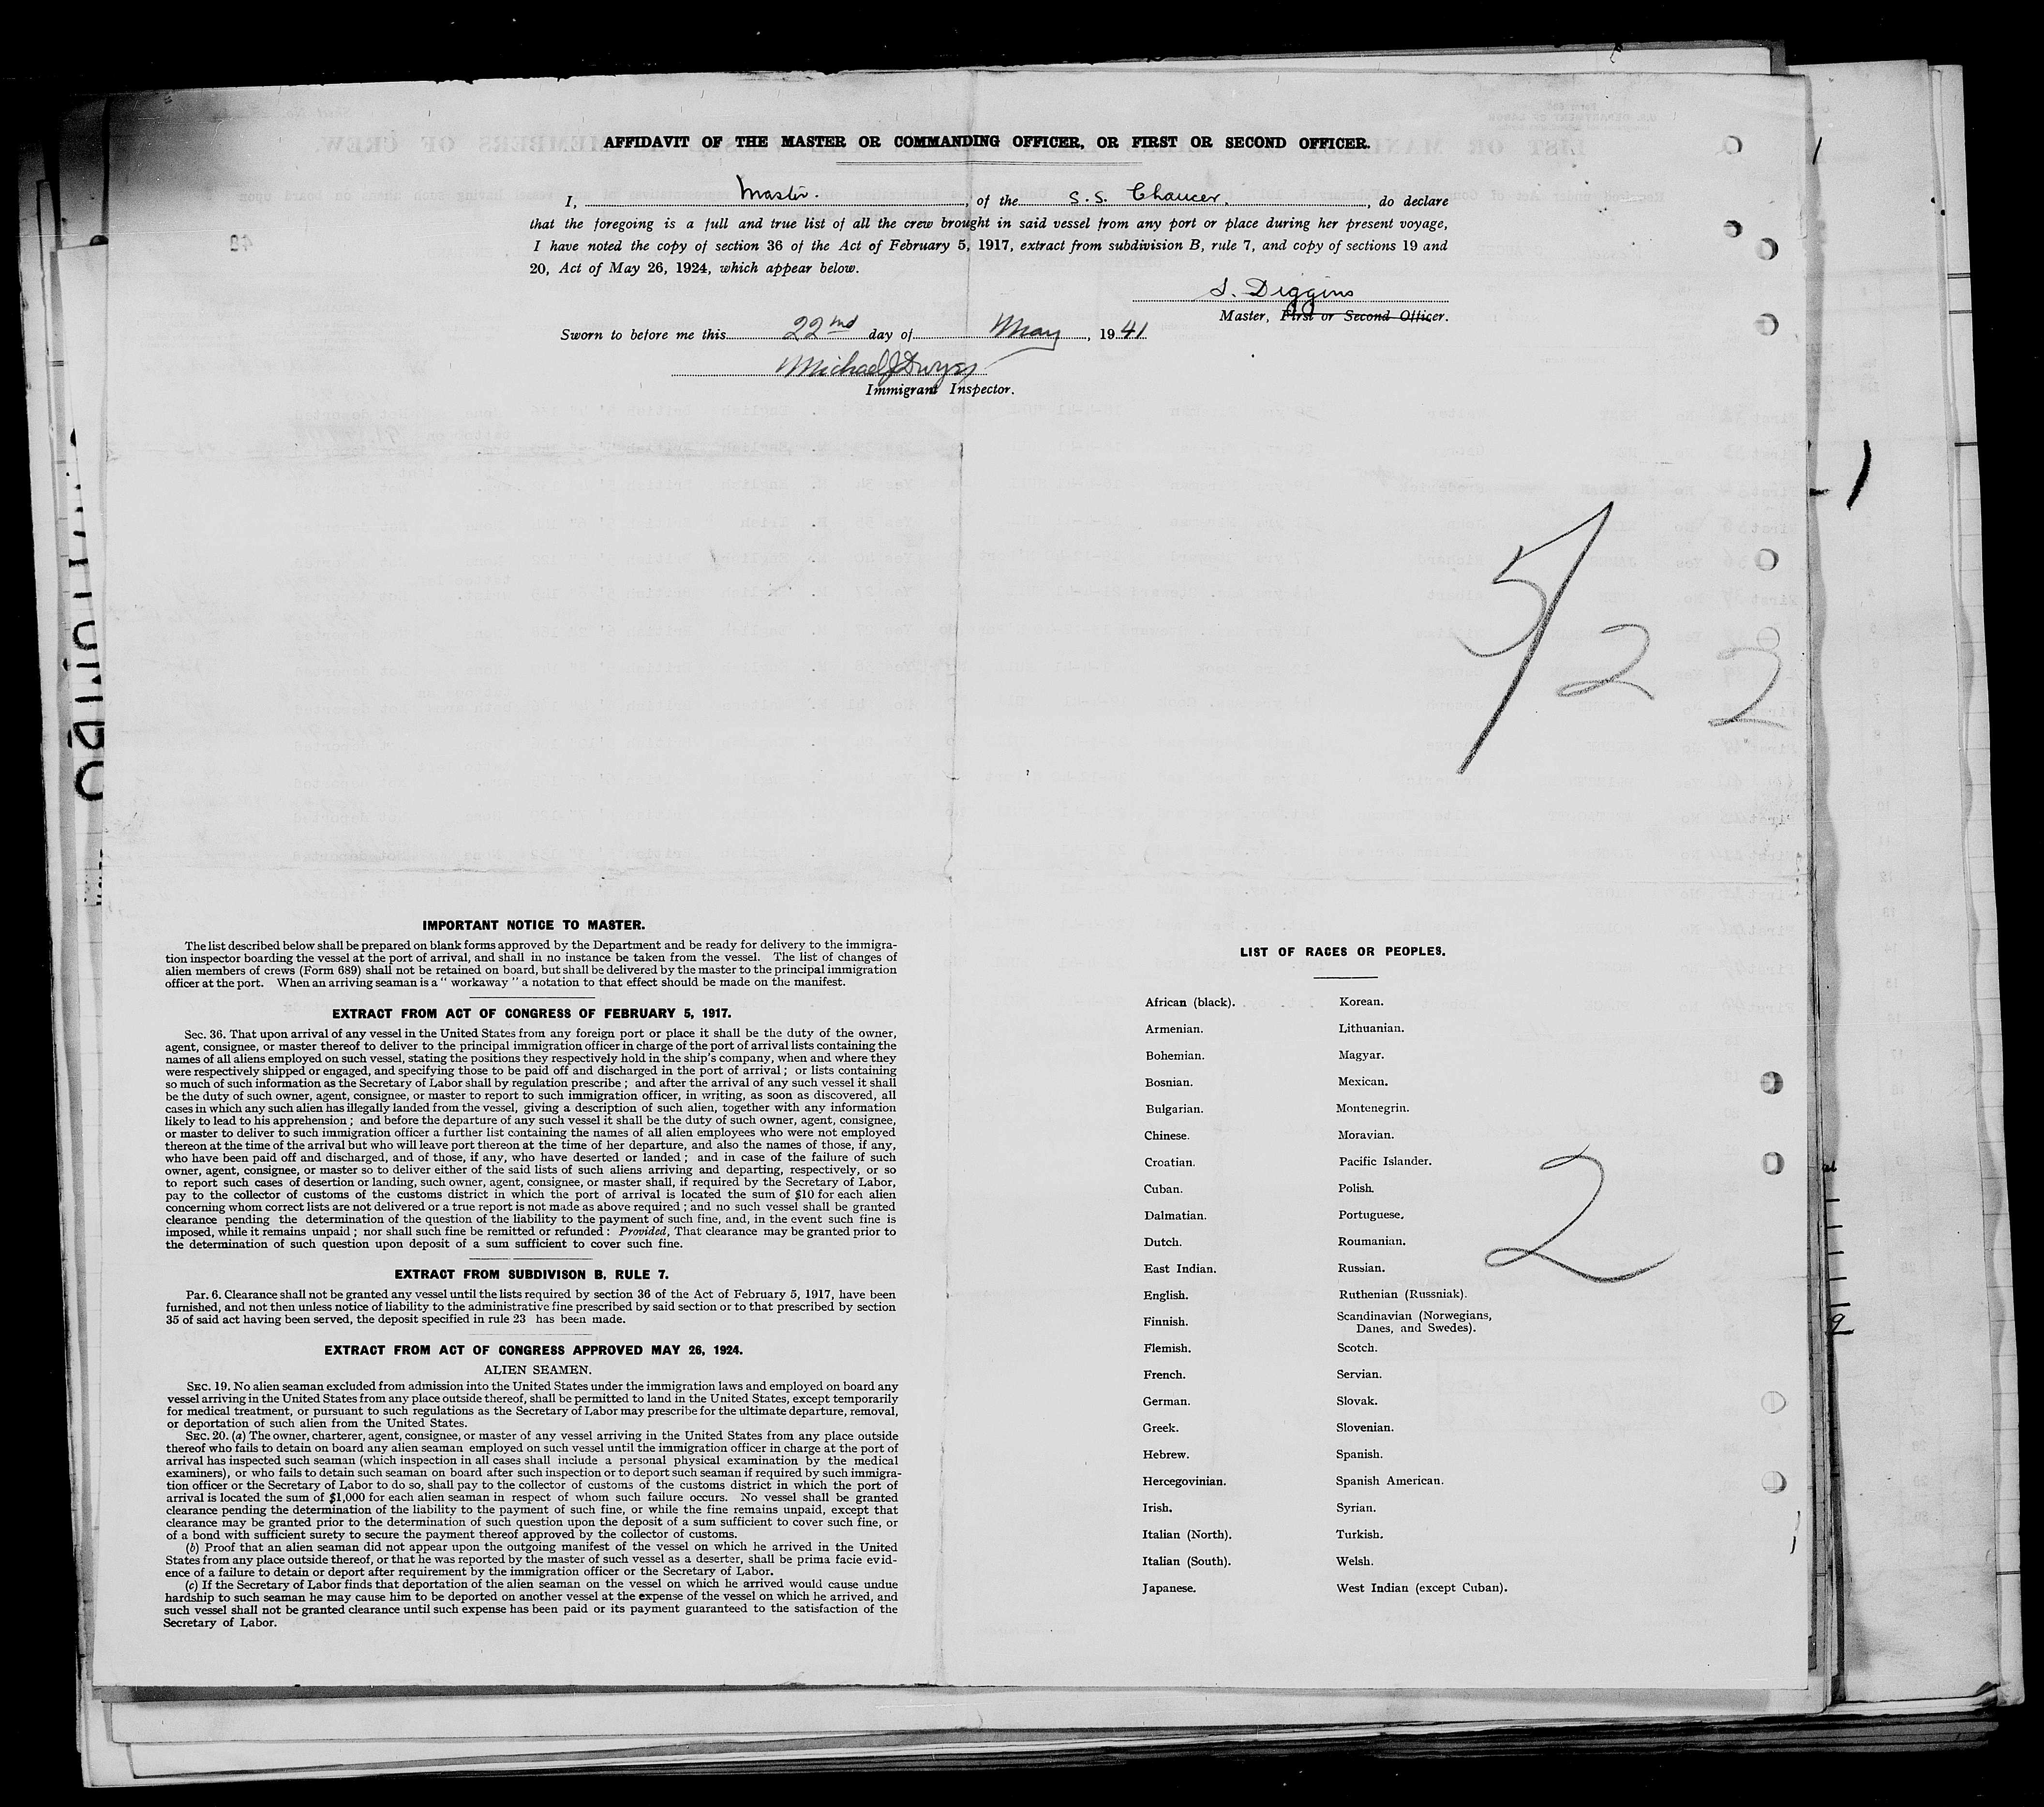 AFFIDAVIT OF THE MASTER OR COMMANDING OFFICER, OR FIRST OR SECOND OFFICER.
I, Master. , of the S.S. Chaucer. , do declare
that the foregoing is a full and true list of all the crew brought in said vessel from any port or place during her present voyage,
I have noted the copy of section 36 of the Act of February 5, 1917, extract from subdivision B, rule 7, and copy of sections 19 and
20, Act of May 26, 1924, which appear below.
Diggins
Master, First or Second Officer.
Sworn to before me this 22nd day of May , 1941
Michael J Dwyer
Immigrant Inspector.
5/22
2
IMPORTANT NOTICE TO MASTER.
The list described below shall be prepared on blank forms approved by the Department and be ready for delivery to the immigra-
tion inspector boarding the vessel at the port of arrival, and shall in no instance be taken from the vessel. The list of changes of
alien members of crews (Form 689) shall not be retained on board, but shall be delivered by the master to the principal immigration
officer at the port. When an arriving seaman is a " workaway " a notation to that effect should be made on the manifest.
EXTRACT FROM ACT OF CONGRESS OF FEBRUARY 5, 1917.
Sec. 36. That upon arrival of any vessel in the United States from any foreign port or place it shall be the duty of the owner,
agent, consignee, or master thereof to deliver to the principal immigration officer in charge of the port of arrival lists containing the
names of all aliens employed on such vessel, stating the positions they respectively hold in the ship's company, when and where they
were respectively shipped or engaged, and specifying those to be paid off and discharged in the port of arrival ; or lists containing
so much of such information as the Secretary of Labor shall by regulation prescribe ; and after the arrival of any such vessel it shall
be the duty of such owner, agent, consignee, or master to report to such immigration officer, in writing, as soon as discovered, all
cases in which any such alien has illegally landed from the vessel, giving a description of such alien, together with any information
likely to lead to his apprehension ; and before the departure of any such vessel it shall be the duty of such owner, agent, consignee,
or master to deliver to such immigration officer a further list containing the names of all alien employees who were not employed
thereon at the time of the arrival but who will leave port thereon at the time of her departure, and also the names of those, if any,
who have been paid off and discharged, and of those, if any, who have deserted or landed ; and in case of the failure of such
owner, agent, consignee, or master so to deliver either of the said lists of such aliens arriving and departing, respectively, or so
to report such cases of desertion or landing, such owner, agent, consignee, or master shall, if required by the Secretary of Labor,
pay to the collector of customs of the customs district in which the port of arrival is located the sum of $10 for each alien
concerning whom correct lists are not delivered or a true report is not made as above required ; and no such vessel shall be granted
clearance pending the determination of the question of the liability to the payment of such fine, and, in the event such fine is
imposed, while it remains unpaid ; nor shall such fine be remitted or refunded : Provided, That clearance may be granted prior to
the determination of such question upon deposit of a sum sufficient to cover such fine.
EXTRACT FROM SUBDIVISON B, RULE 7.
Par. 6. Clearance shall not be granted any vessel until the lists required by section 36 of the Act of February 5, 1917, have been
furnished, and not then unless notice of liability to the administrative fine prescribed by said section or to that prescribed by section
35 of said act having been served, the deposit specified in rule 23 has been made.
EXTRACT FROM ACT OF CONGRESS APPROVED MAY 26, 1924.
ALIEN SEAMEN.
SEC. 19. No alien seaman excluded from admission into the United States under the immigration laws and employed on board any
vessel arriving in the United States from any place outside thereof, shall be permitted to land in the United States, except temporarily
for medical treatment, or pursuant to such regulations as the Secretary of Labor may prescribe for the ultimate departure, removal,
or deportation of such alien from the United States.
SEC. 20. (a) The owner, charterer, agent, consignee, or master of any vessel arriving in the United States from any place outside
thereof who fails to detain on board any alien seaman employed on such vessel until the immigration officer in charge at the port of
arrival has inspected such seaman (which inspection in all cases shall include a personal physical examination by the medical
examiners), or who fails to detain such seaman on board after such inspection or to deport such seaman if required by such immigra-
tion officer or the Secretary of Labor to do so, shall pay to the collector of customs of the customs district in which the port of
arrival is located the sum of $1,000 for each alien seaman in respect of whom such failure occurs. No vessel shall be granted
clearance pending the determination of the liability to the payment of such fine, or while the fine remains unpaid, except that
clearance may be granted prior to the determination of such question upon the deposit of a sum sufficient to cover such fine, or
of a bond with sufficient surety to secure the payment thereof approved by the collector of customs.
(b) Proof that an alien seaman did not appear upon the outgoing manifest of the vessel on which he arrived in the United
States from any place outside thereof, or that he was reported by the master of such vessel as a deserter, shall be prima facie evid-
ence of a failure to detain or deport after requirement by the immigration officer or the Secretary of Labor.
(c) If the Secretary of Labor finds that deportation of the alien seaman on the vessel on which he arrived would cause undue
hardship to such seaman he may cause him to be deported on another vessel at the expense of the vessel on which he arrived, and
such vessel shall not be granted clearance until such expense has been paid or its payment guaranteed to the satisfaction of the
Secretary of Labor.
LIST OF RACES OR PEOPLES.
African (black).
Armenian.
Bohemian.
Bosnian.
Bulgarian.
Chinese.
Croatian.
Cuban.
Dalmatian.
Dutch.
East Indian.
English.
Finnish.
Flemish.
French.
German.
Greek.
Hebrew.
Hercegovinian.
Irish.
Italian (North).
Italian (South).
Japanese.
Korean.
Lithuanian.
Magyar.
Mexican.
Montenegrin.
Moravian.
Pacific Islander.
Polish.
Portuguese.
Roumanian.
Russian.
Ruthenian (Russniak).
Scandinavian (Norwegians,
Danes, and Swedes).
Scotch.
Servian.
Slovak.
Slovenian.
Spanish.
Spanish American.
Syrian.
Turkish.
Welsh.
West Indian (except Cuban).
2